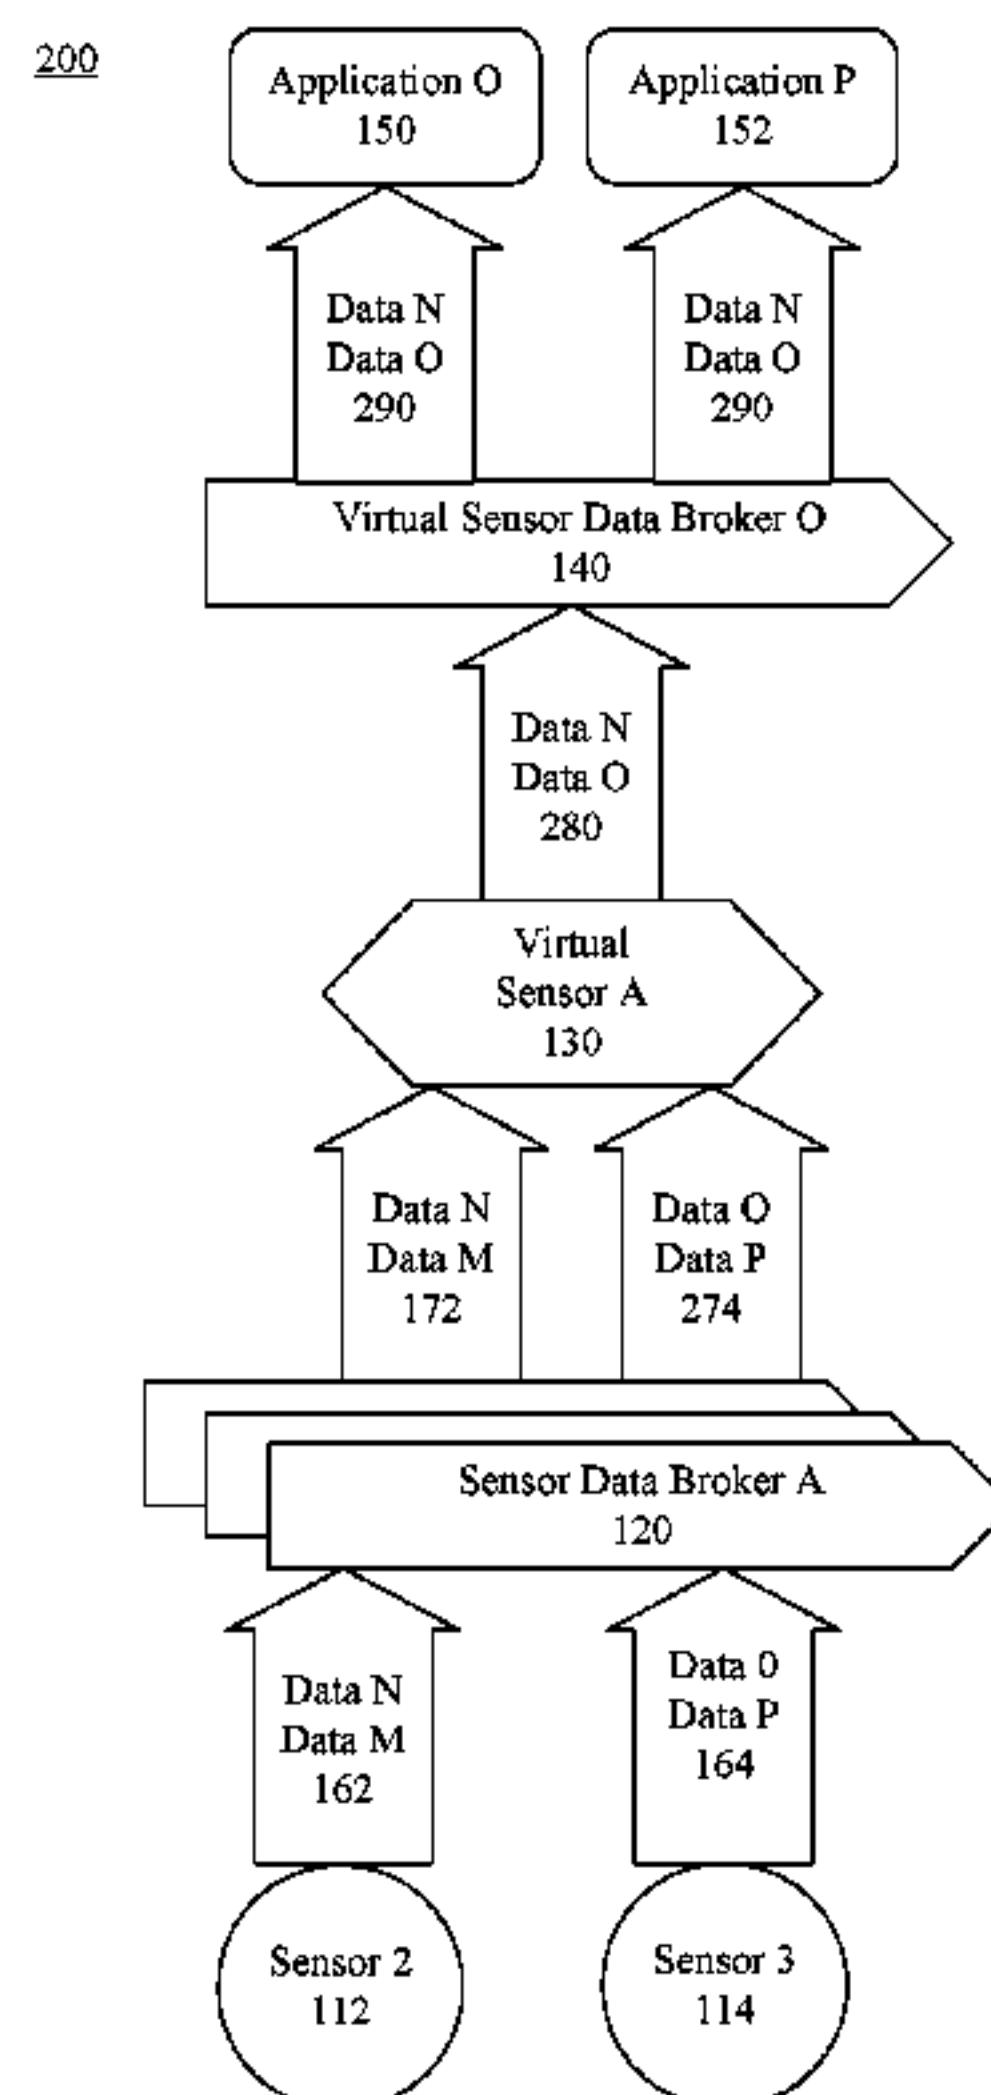 200
Application O
150
Application P
152
Data N
Data O
290
Data N
Data O
290
Virtual Sensor Data Broker O
140
Data N
Data O
280
Virtual
Sensor A
130
Data N
Data M
172
Data O
Data P
274
Sensor Data Broker A
120
Data N
Data M
162
Data 0
Data P
164
Sensor 2
112
Sensor 3
114